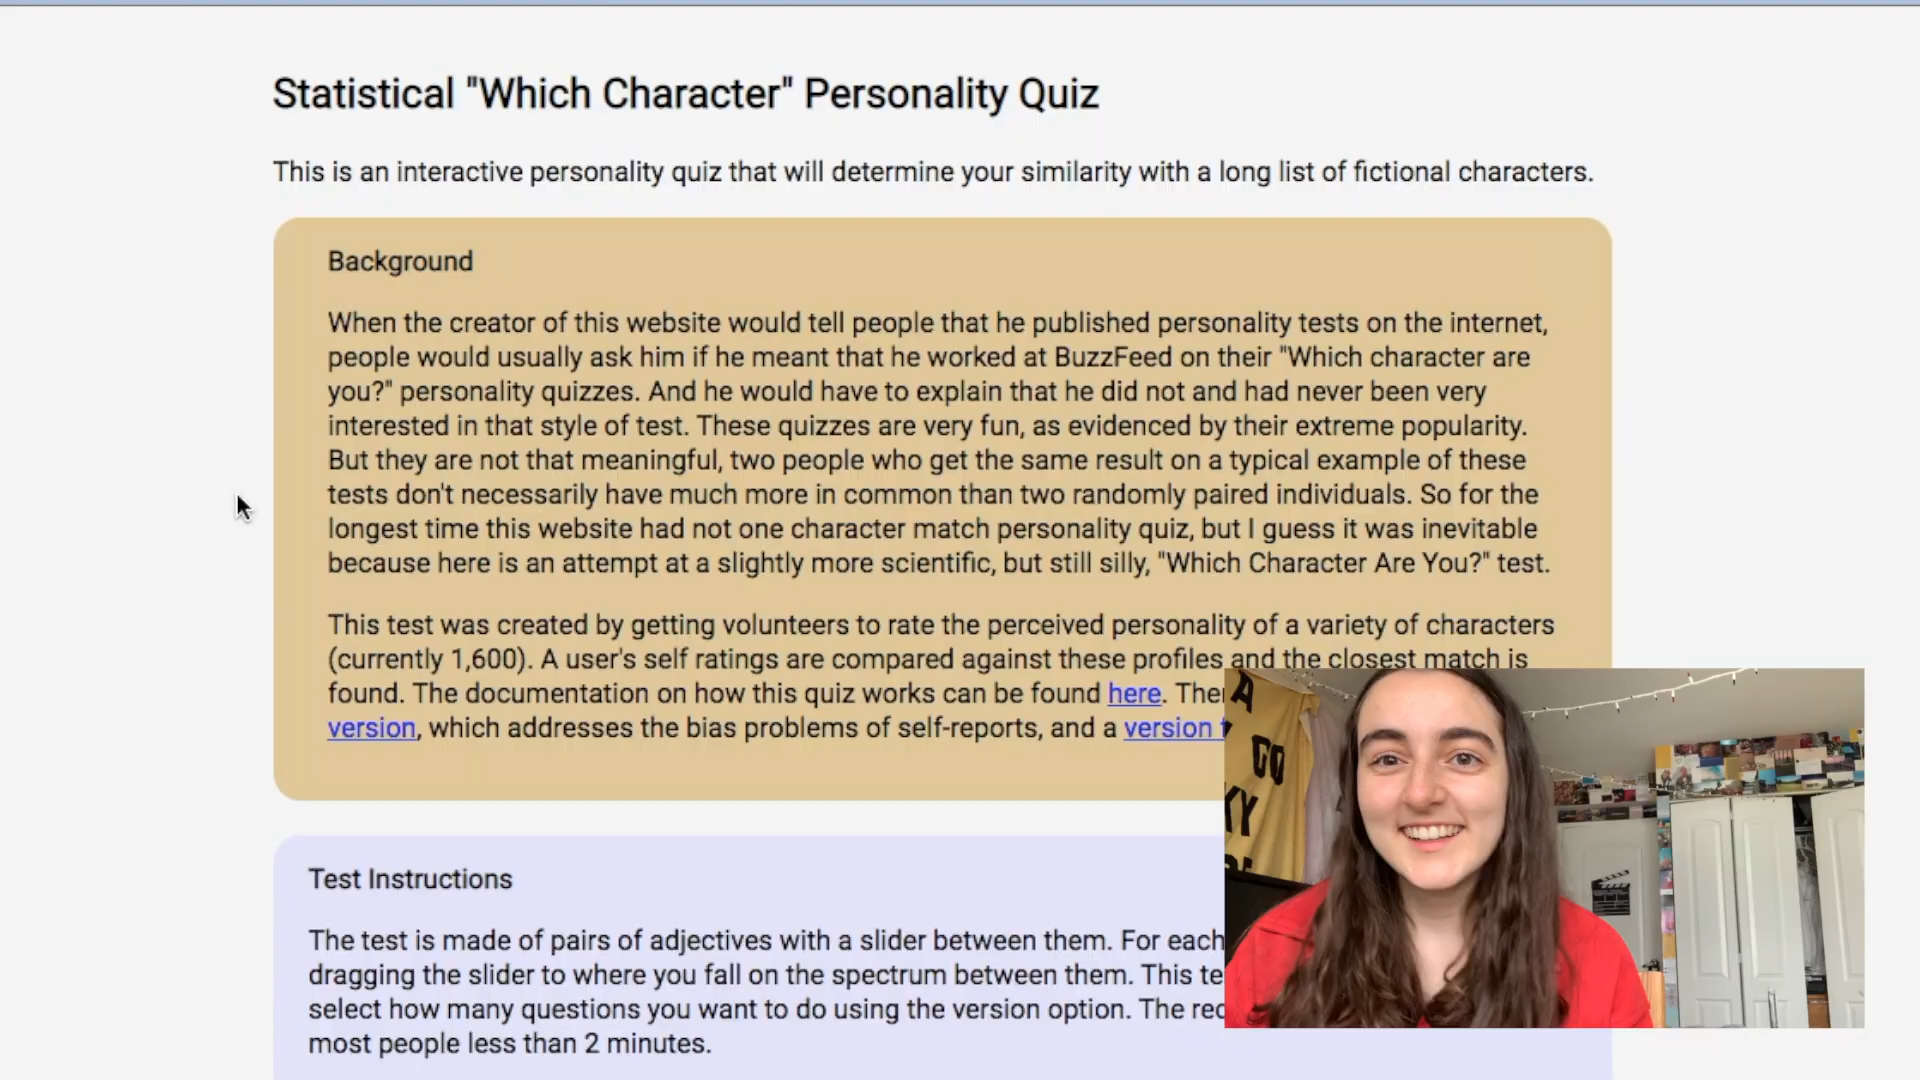 Statistical "Which Character" Personality Quiz
This is an interactive personality quiz that will determine your similarity with a long list of fictional characters.
Background
When the creator of this website would tell people that he published personality tests on the internet,
people would usually ask him if he meant that he worked at BuzzFeed on their "Which character are
you?" personality quizzes. And he would have to explain that he did not and had never been very
interested in that style of test. These quizzes are very fun, as evidenced by their extreme popularity.
But they are not that meaningful, two people who get the same result on a typical example of these
tests don't necessarily have much more in common than two randomly paired individuals. So for the
longest time this website had not one character match personality quiz, but I guess it was inevitable
because here is an attempt at a slightly more scientific, but still silly, "Which Character Are You?" test.
This test was created by getting volunteers to rate the perceived personality of a variety of characters
(currently 1,600). A user's self ratings are compared against these profiles and the closest match is
found. The documentation on how this quiz works can be found here.
version, which addresses the bias problems of self-reports, and a version
Test Instructions
The test is made of pairs of adjectives with a slider between them. For each
dragging the slider to where you fall on the spectrum between them. This
select how many questions you want to do using the version option. The
most people less than 2 minutes.
A
GO